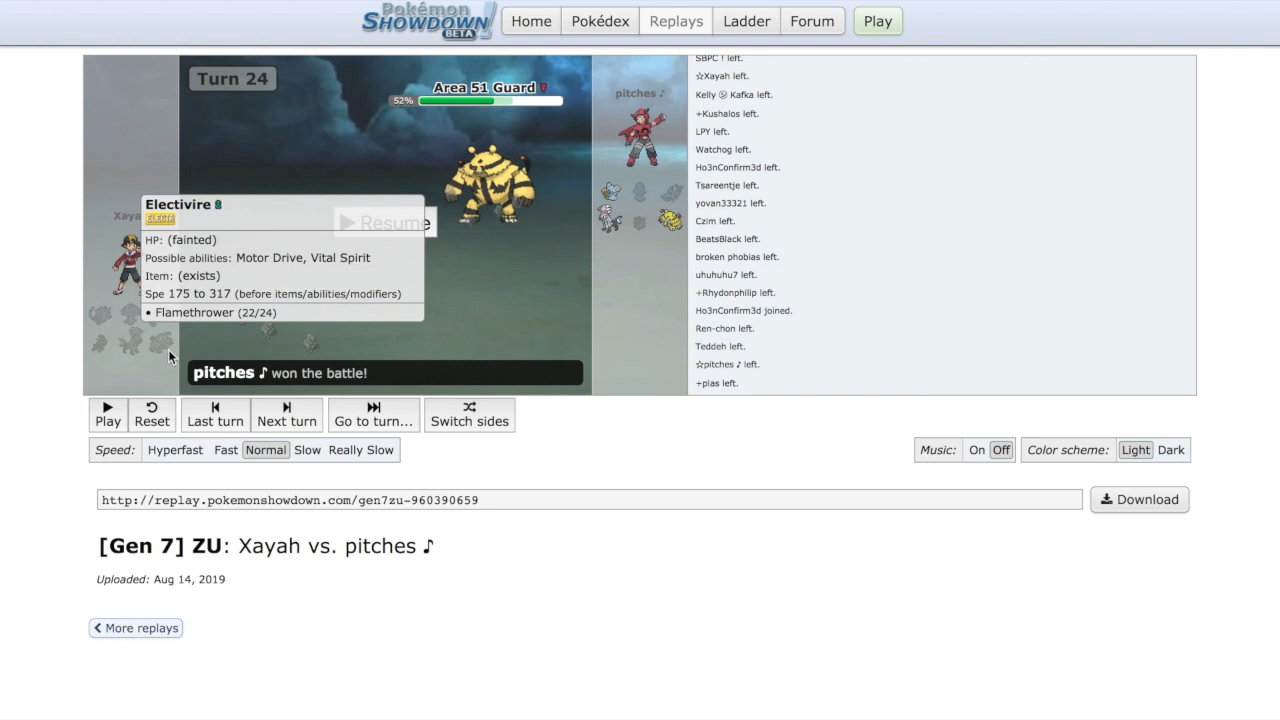 Pokémon
SHOWDOWN!
BETA
Home
Pokédex
Replays
Ladder
Forum
Play
Turn 24
Area 51 Guard
52%
pitches ♪
Xaya
Electivire
ELECTR
HP: (fainted)
Possible abilities: Motor Drive, Vital Spirit
Item: (exists)
Spe 175 to 317 (before items/abilities/modifiers)
• Flamethrower (22/24)
Resume
pitches ♪ won the battle!
SBPC ! left.
☆Xayah left.
Kelly 😢 Kafka left.
+Kushalos left.
LPY left.
Watchog left.
Ho3nConfirm3d left.
Tsareentje left.
yovan33321 left.
Czim left.
BeatsBlack left.
broken phobias left.
uhuhuhu7 left.
+Rhydonphilip left.
Ho3nConfirm3d joined.
Ren-chon left.
Teddeh left.
☆pitches ♪ left.
+plas left.
Play
Reset
Last turn
Next turn
Go to turn...
Switch sides
Speed: Hyperfast Fast Normal Slow Really Slow
Music: On Off
Color scheme: Light Dark
http://replay.pokemonshowdown.com/gen7zu-960390659
Download
[Gen 7] ZU: Xayah vs. pitches ♪
Uploaded: Aug 14, 2019
More replays